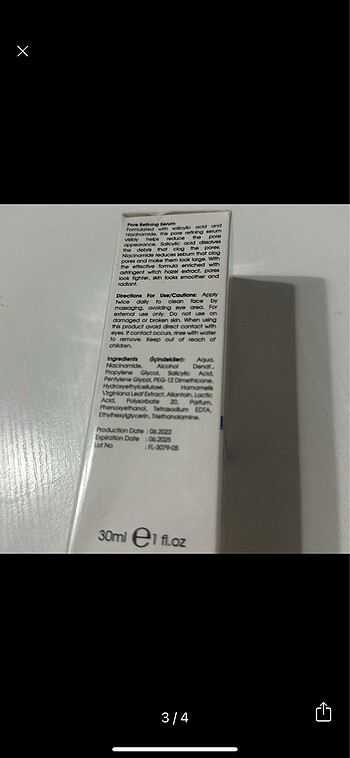 Pore Refining Serum
Formulated with salicylic acid and
Niacinamide, this pore refining serum
visibly helps reduce the pore
appearance. Salicylic acid dissolves
the debris that clog the pores.
Niacinamide reduces sebum that clog
pores and make them look large. With
the effective formula enriched with
astringent witch hazel extract, pores
look tighter, skin looks smoother and
radiant.
Directions For Use/Cautions: Apply
twice daily to clean face by
massaging, avoiding eye area. For
external use only. Do not use on
damaged or broken skin. When using
this product avoid direct contact with
eyes. If contact occurs, rinse with water
to remove. Keep out of reach of
children.
Ingredients (İçindekiler): Aqua,
Niacinamide, Alcohol Denat.,
Propylene Glycol, Salicylic Acid,
Pentylene Glycol, PEG-12 Dimethicone,
Hydroxyethylcellulose, Hamamelis
Virginiana Leaf Extract, Allantoin, Lactic
Acid, Polysorbate 20, Parfum,
Phenoxyethanol, Tetrasodium EDTA,
Ethylhexylglycerin, Triethanolamine.
Production Date : 06.2022
Expiration Date : 06.2025
Lot No : FL-3079-05
30ml e 1 fl.oz
3 / 4